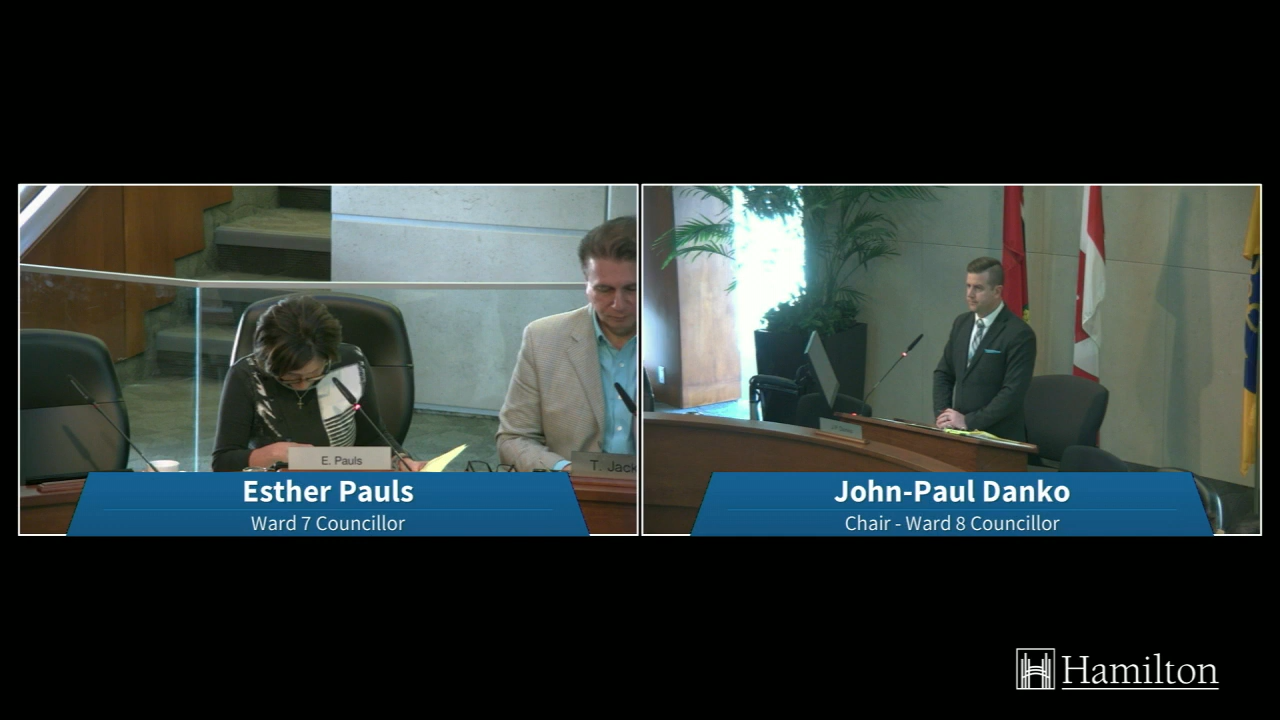 E. Pauls
T. Jack
Esther Pauls
Ward 7 Councillor
John-Paul Danko
Chair - Ward 8 Councillor
Hamilton